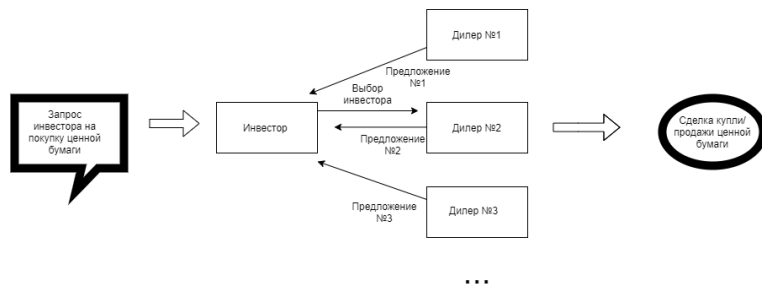 Запрос
инвестора на
покупку ценной
бумаги
Инвестор
Дилер №1
Предложение
№1
Выбор
инвестора
Дилер №2
Предложение
№2
Предложение
№3
Дилер №3
...
Сделка купли/
продажи ценной
бумаги